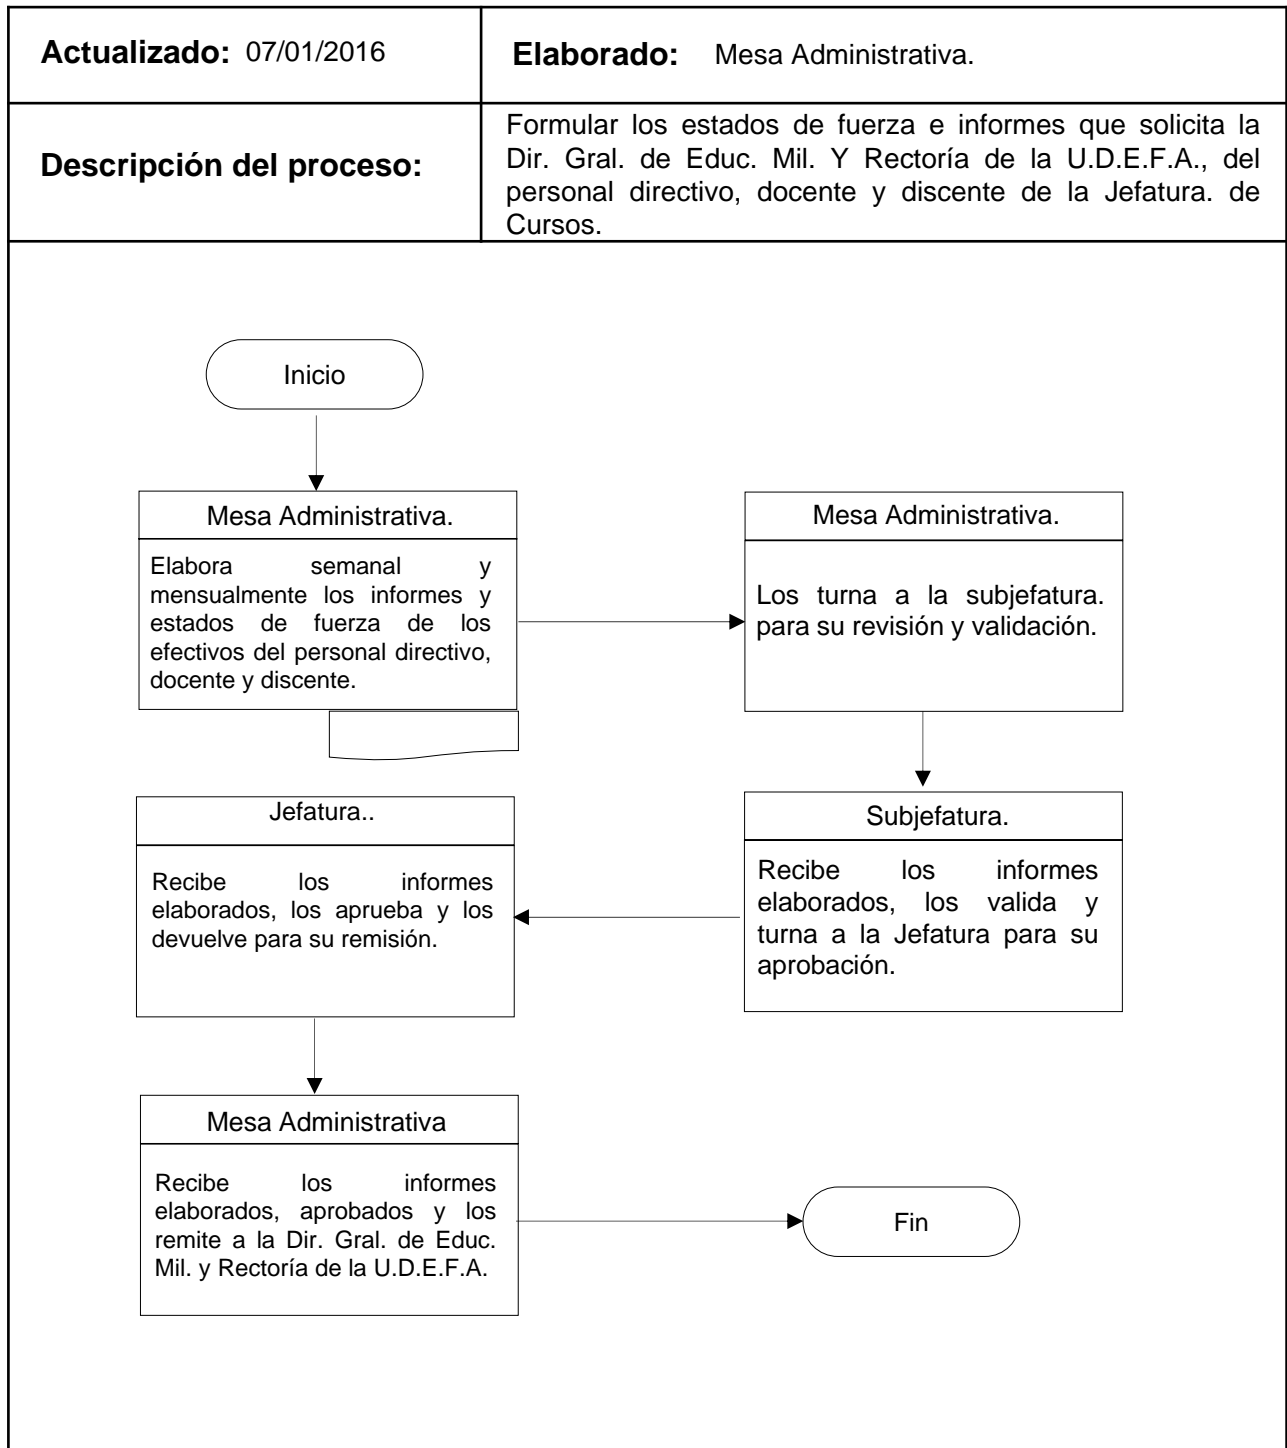 Actualizado: 07/01/2016
Elaborado: Mesa Administrativa.
Descripción del proceso:
Formular los estados de fuerza e informes que solicita la
Dir. Gral. de Educ. Mil. Y Rectoría de la U.D.E.F.A., del
personal directivo, docente y discente de la Jefatura. de
Cursos.
Inicio
Mesa Administrativa.
Elabora semanal y
mensualmente los informes y
estados de fuerza de los
efectivos del personal directivo,
docente y discente.
Mesa Administrativa.
Los turna a la subjefatura.
para su revisión y validación.
Subjefatura.
Recibe los informes
elaborados, los valida y
turna a la Jefatura para su
aprobación.
Jefatura..
Recibe los informes
elaborados, los aprueba y los
devuelve para su remisión.
Mesa Administrativa
Recibe los informes
elaborados, aprobados y los
remite a la Dir. Gral. de Educ.
Mil. y Rectoría de la U.D.E.F.A.
Fin